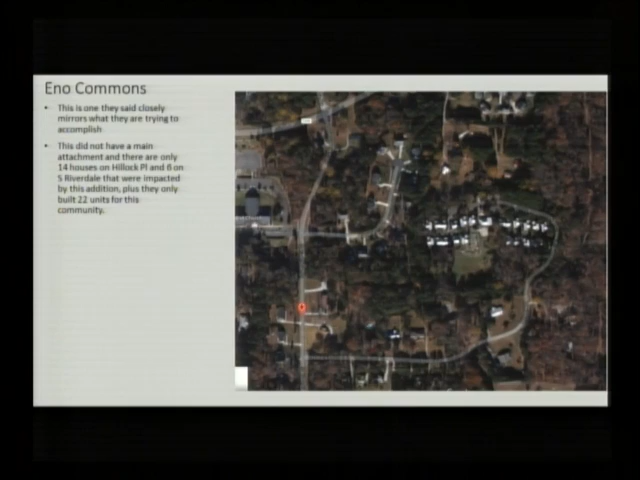 Eno Commons
• This is one they said closely
mirrors what they are trying to
accomplish
• This did not have a main
attachment and there are only
14 houses on Hillock Pl and 6 on
S Riverdale that were impacted
by this addition, plus they only
built 22 units for this
community.